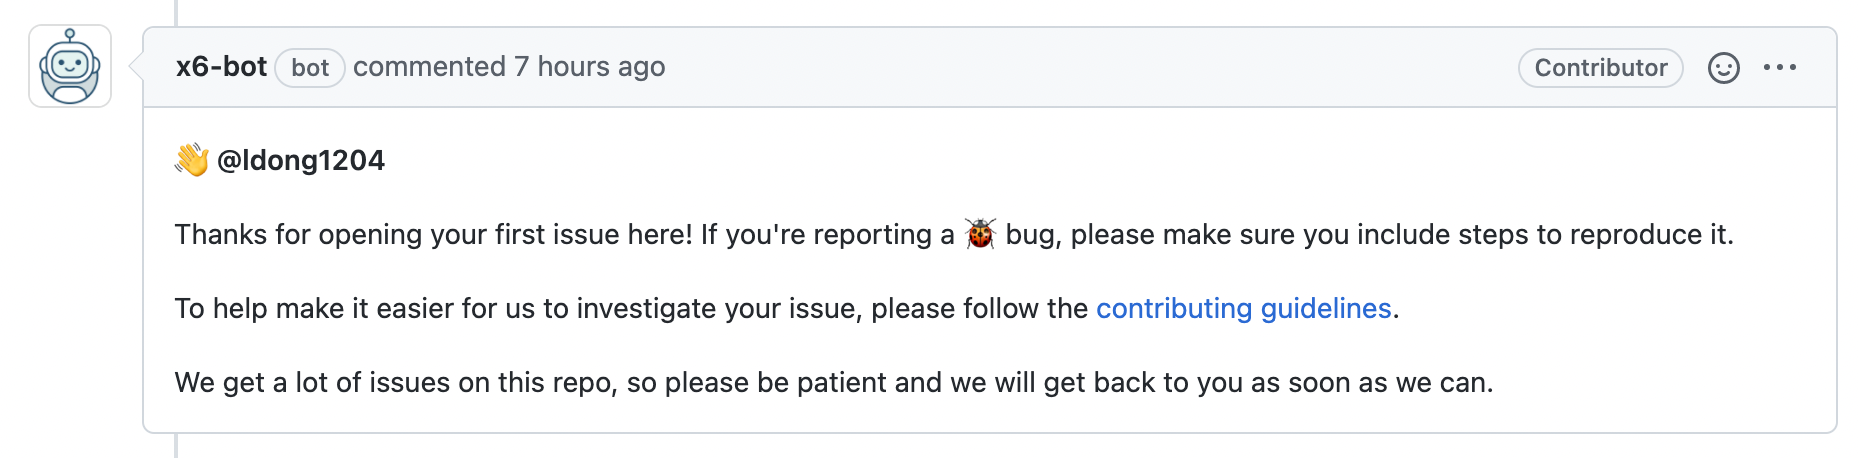 x6-bot bot commented 7 hours ago Contributor
👋 @ldong1204
Thanks for opening your first issue here! If you're reporting a 🐞 bug, please make sure you include steps to reproduce it.
To help make it easier for us to investigate your issue, please follow the contributing guidelines.
We get a lot of issues on this repo, so please be patient and we will get back to you as soon as we can.